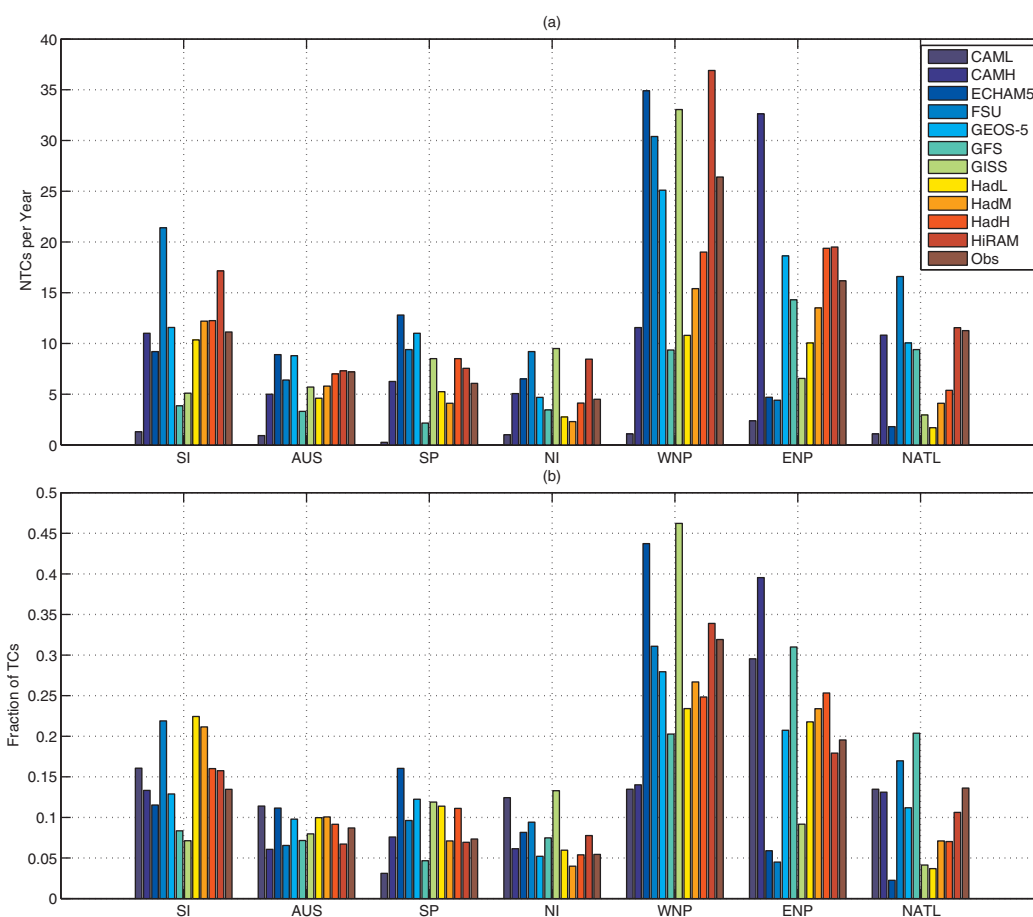 (a)
40
35
30
25
20
15
10
5
0
NTCs per Year
SI AUS SP NI WNP ENP NATL
CAML
CAMH
ECHAM5
FSU
GEOS-5
GFS
GISS
HadL
HadM
HadH
HiRAM
Obs
(b)
0.5
0.45
0.4
0.35
0.3
0.25
0.2
0.15
0.1
0.05
0
Fraction of TCs
SI AUS SP NI WNP ENP NATL